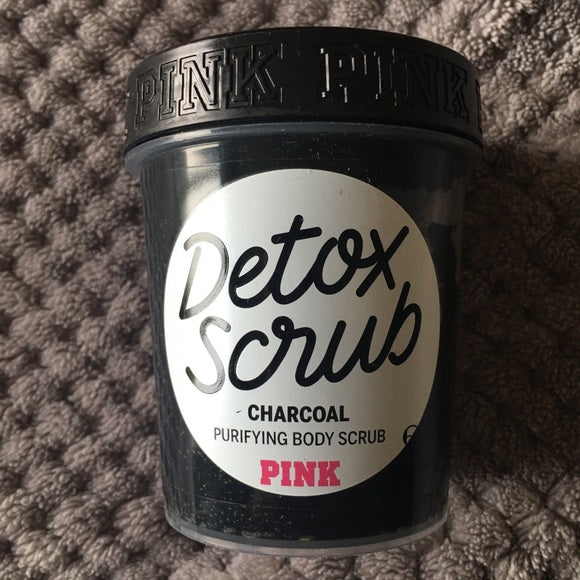 PINK PINK
Detox
Scrub
CHARCOAL
PURIFYING BODY SCRUB
PINK